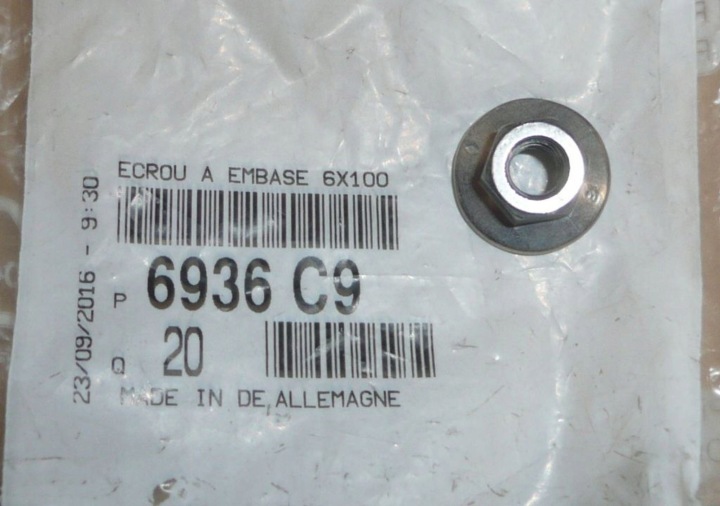 ECROU A EMBASE 6X100
P 6936 C9
Q 20
MADE IN DE,ALLEMAGNE
23/09/2016 - 9:30